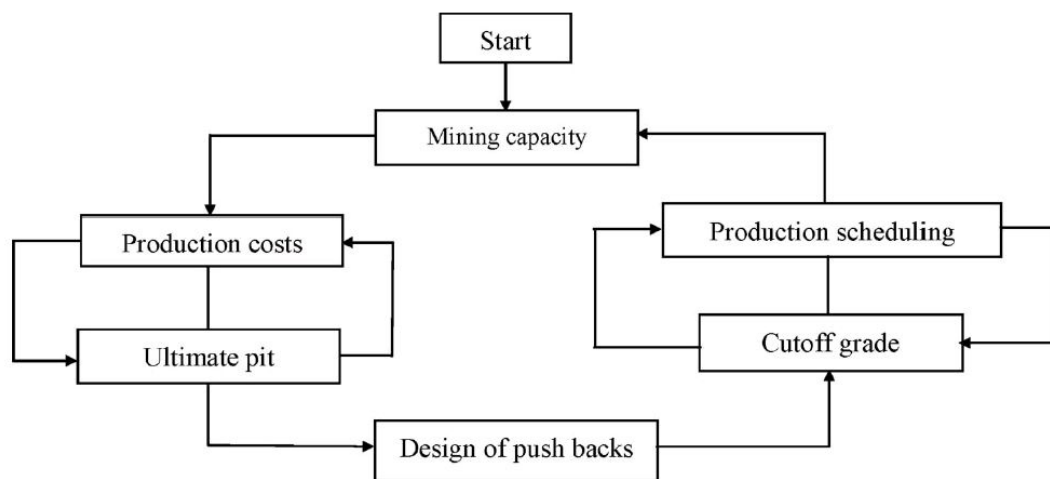 Start
Mining capacity
Production costs
Production scheduling
Ultimate pit
Cutoff grade
Design of push backs